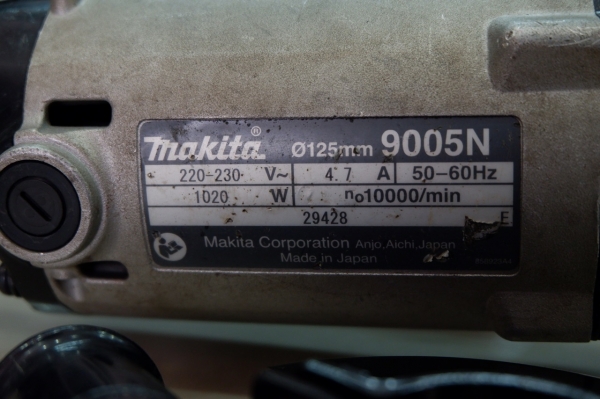 makita® Ø125mm 9005N
220-230 V~ 4.7 A 50-60Hz
1020 W n₀10000/min
29428 E
Makita Corporation Anjo,Aichi,Japan
Made in Japan